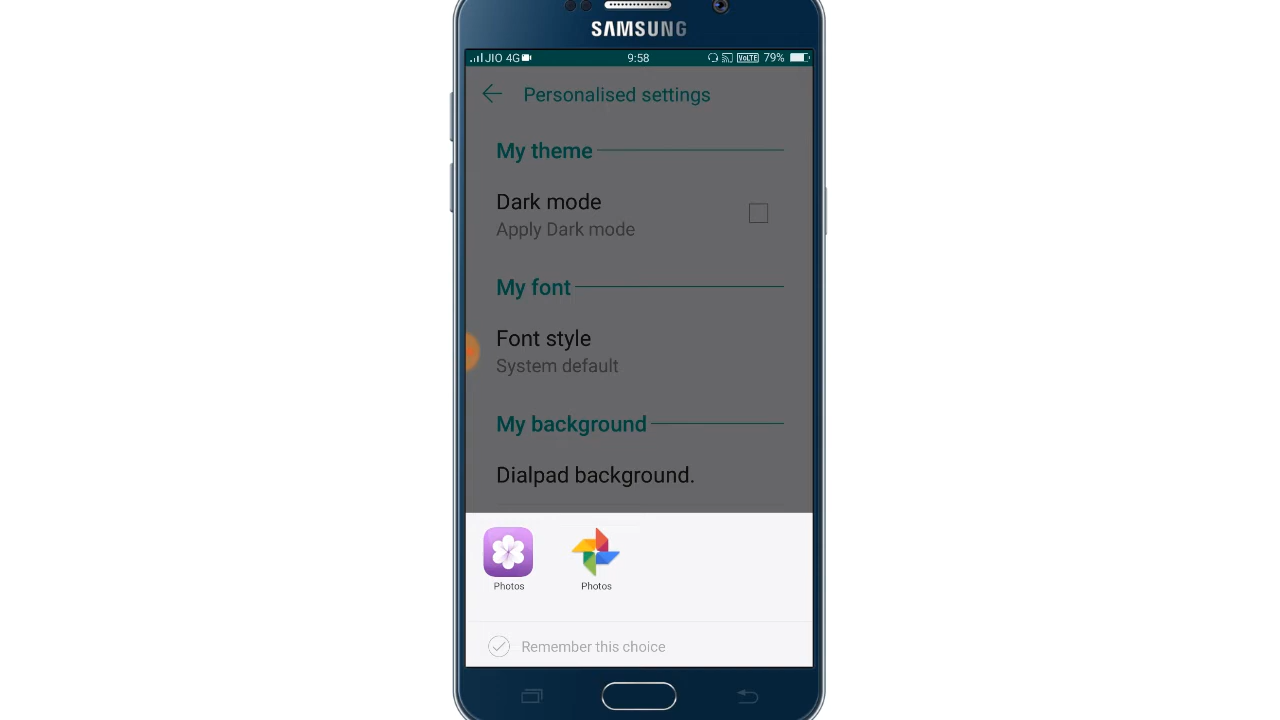 SAMSUNG
JIO 4G 9:58 VoLTE 79%
Personalised settings
My theme
Dark mode
Apply Dark mode
My font
Font style
System default
My background
Dialpad background.
Photos Photos
Remember this choice